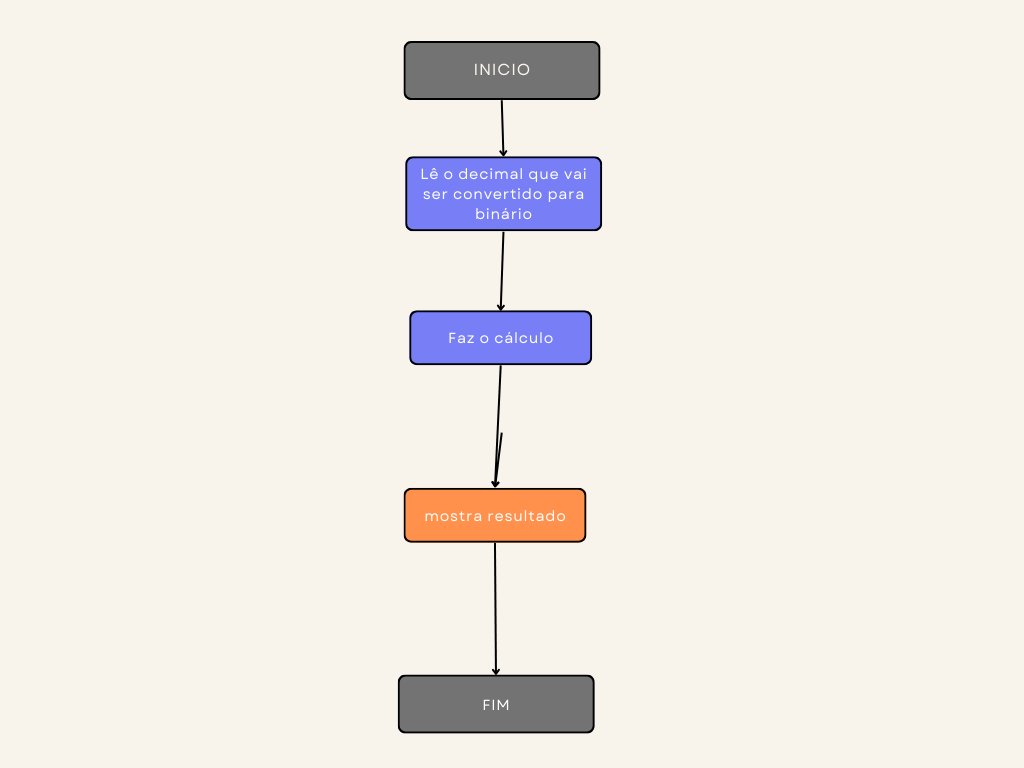 INICIO
Lê o decimal que vai
ser convertido para
binário
Faz o cálculo
mostra resultado
FIM